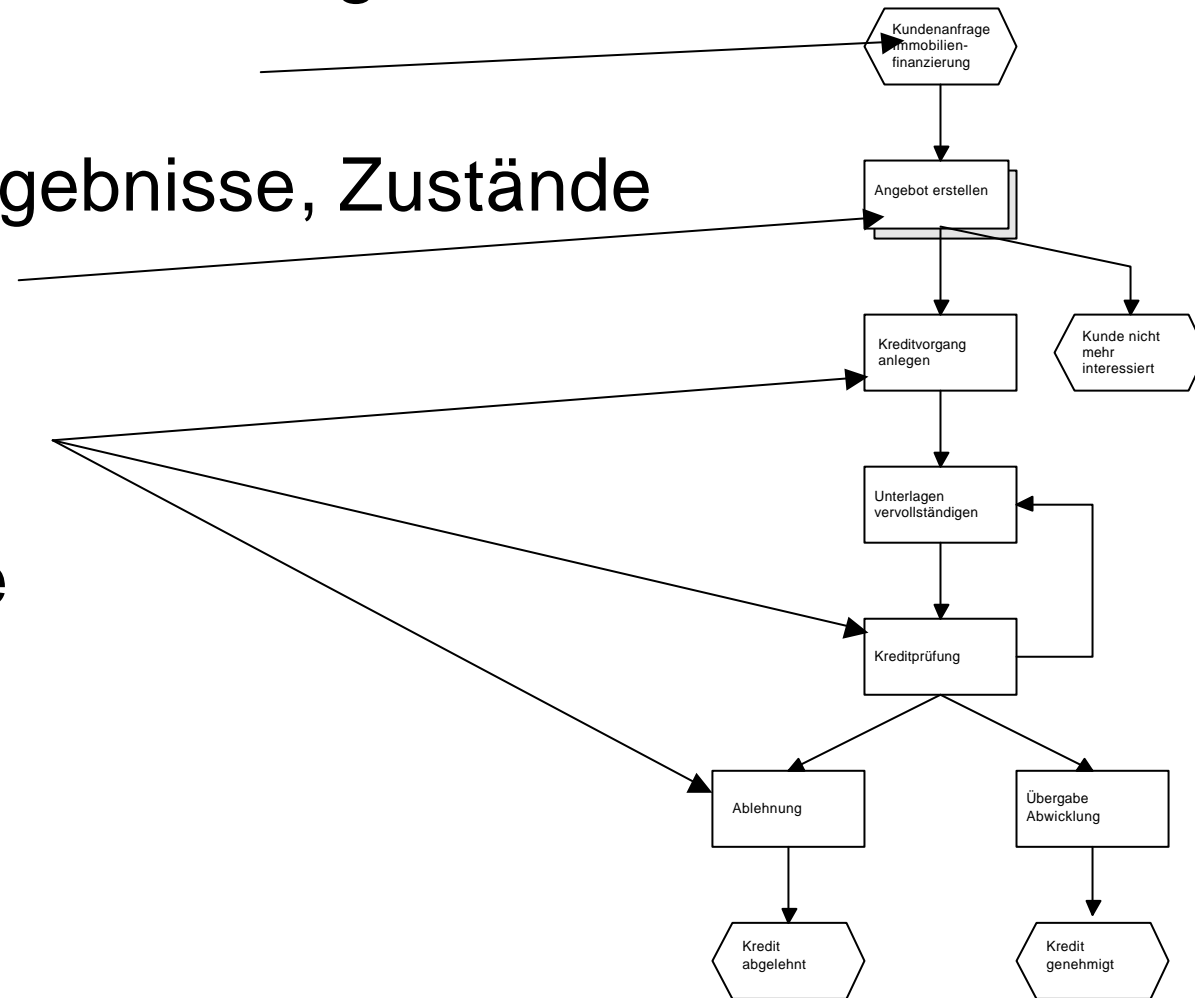 Kundenanfrage
Immobilien-
finanzierung
gebnisse, Zustände
Angebot erstellen
Kreditvorgang
anlegen
Kunde nicht
mehr
interessiert
Unterlagen
vervollständigen
e
Kreditprüfung
Ablehnung
Übergabe
Abwicklung
Kredit
abgelehnt
Kredit
genehmigt